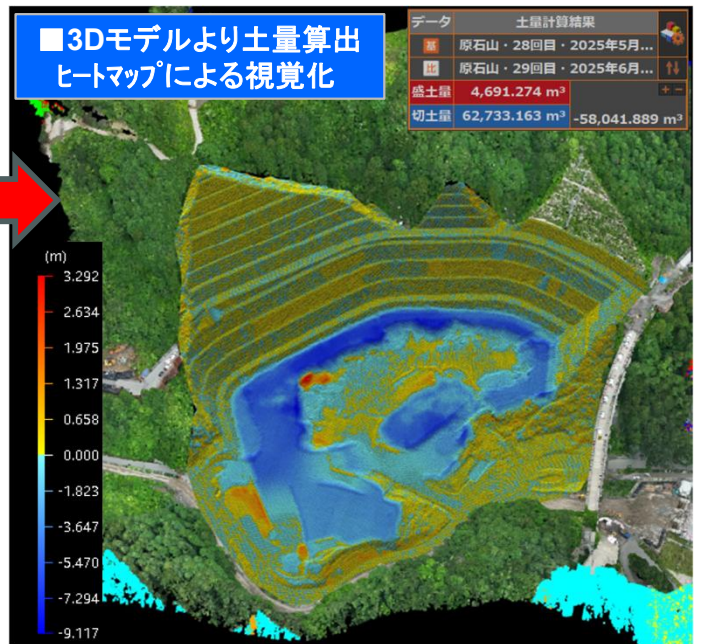 ■3Dモデルより土量算出
ﾋｰﾄﾏｯﾌﾟによる視覚化
データ 土量計算結果
基 原石山・28回目・2025年5月...
比 原石山・29回目・2025年6月...
盛土量 4,691.274 m³
切土量 62,733.163 m³ -58,041.889 m³
(m)
3.292
2.634
1.975
1.317
0.658
0.000
-1.823
-3.647
-5.470
-7.294
-9.117